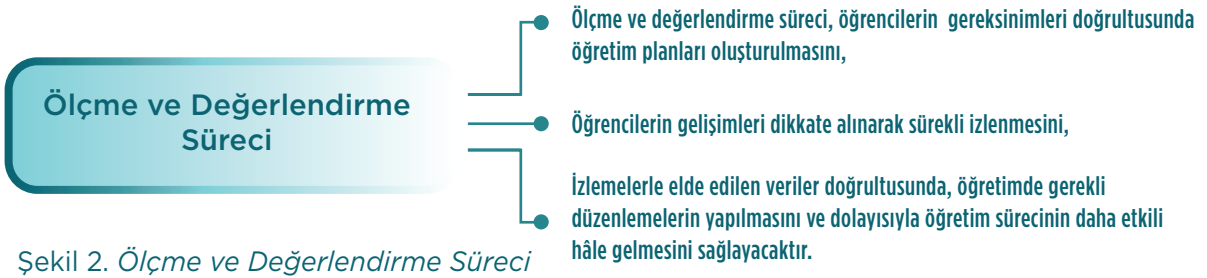 Ölçme ve Değerlendirme
Süreci
Ölçme ve değerlendirme süreci, öğrencilerin gereksinimleri doğrultusunda
öğretim planları oluşturulmasını,
Öğrencilerin gelişimleri dikkate alınarak sürekli izlenmesini,
İzlemelerle elde edilen veriler doğrultusunda, öğretimde gerekli
düzenlemelerin yapılmasını ve dolayısıyla öğretim sürecinin daha etkili
hâle gelmesini sağlayacaktır.
Şekil 2. Ölçme ve Değerlendirme Süreci